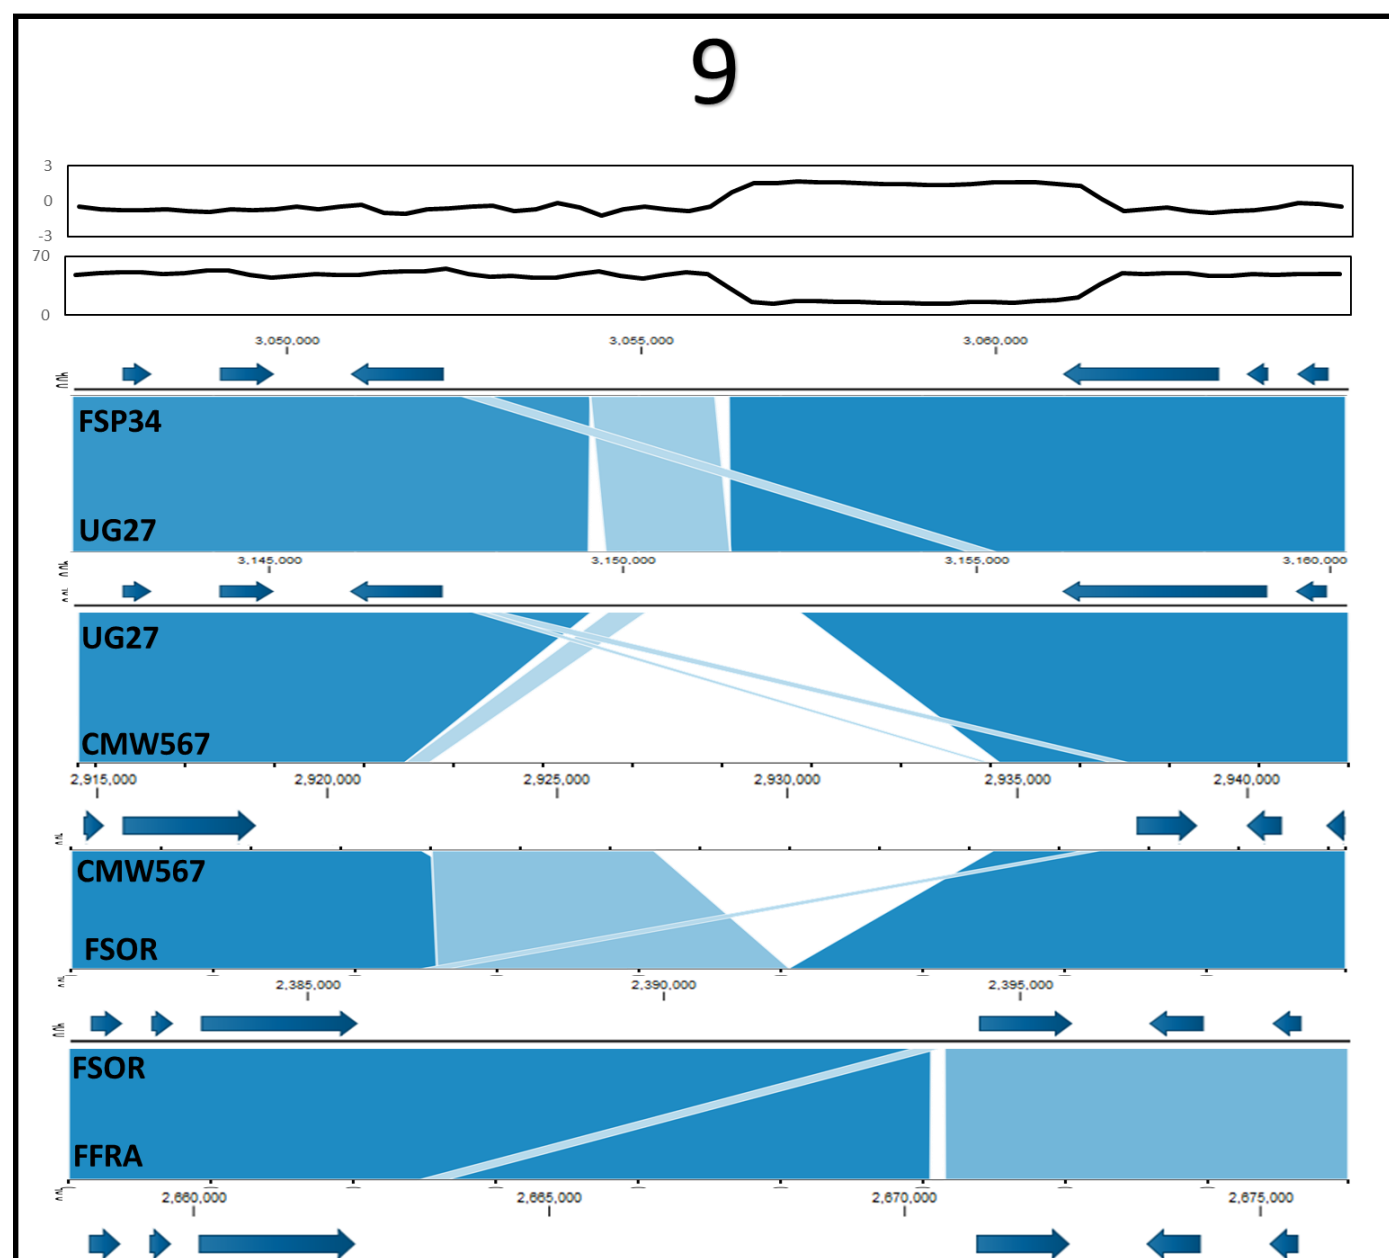 9
3
0
-3
70
0
3,050,000 3,055,000 3,060,000
FSP34
UG27
3,145,000 3,150,000 3,155,000 3,160,000
UG27
CMW567
2,915,000 2,920,000 2,925,000 2,930,000 2,935,000 2,940,000
CMW567
FSOR
2,385,000 2,390,000 2,395,000
FSOR
FFRA
2,660,000 2,665,000 2,670,000 2,675,000